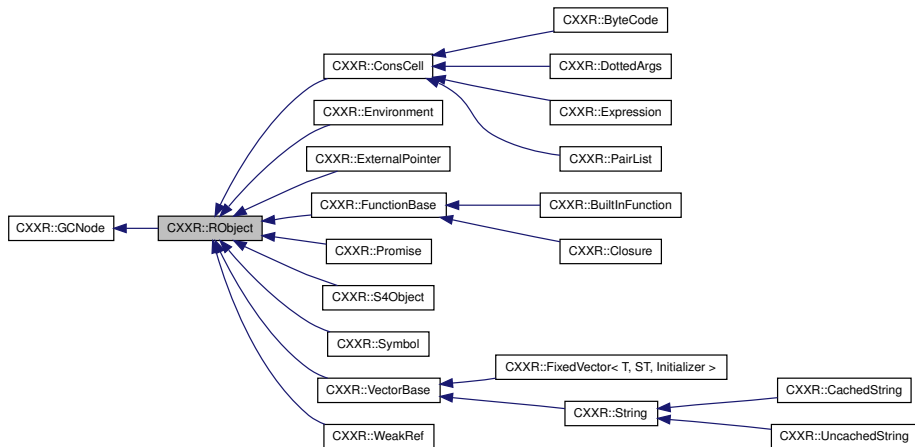 CXXR::ByteCode
CXXR::ConsCell
CXXR::DottedArgs
CXXR::Environment
CXXR::Expression
CXXR::ExternalPointer
CXXR::PairList
CXXR::FunctionBase
CXXR::BuiltInFunction
CXXR::GCNode
CXXR::RObject
CXXR::Promise
CXXR::Closure
CXXR::S4Object
CXXR::Symbol
CXXR::FixedVector< T, ST, Initializer >
CXXR::VectorBase
CXXR::CachedString
CXXR::String
CXXR::WeakRef
CXXR::UncachedString